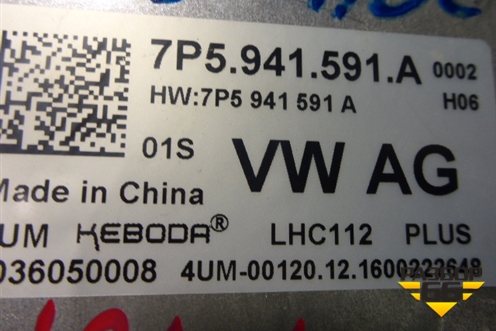 7P5.941.591.A 0002
HW:7P5 941 591 A H06
01S VW AG
Made in China
UM KEBODA® LHC112 PLUS
036050008 4UM-00120.12.1600222648